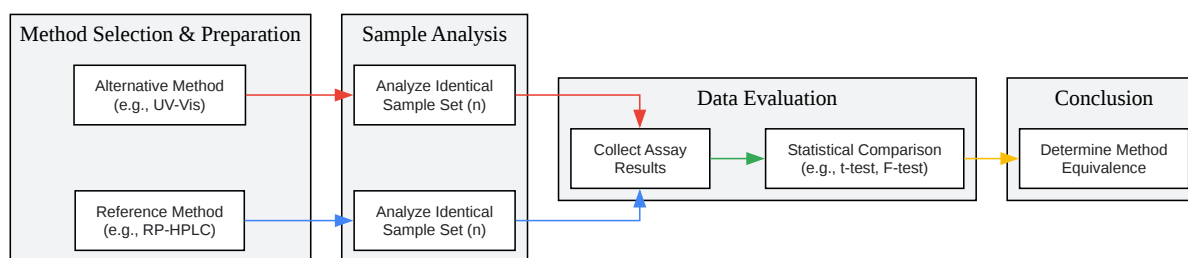 Method Selection & Preparation
Alternative Method
(e.g., UV-Vis)
Reference Method
(e.g., RP-HPLC)
Sample Analysis
Analyze Identical
Sample Set (n)
Analyze Identical
Sample Set (n)
Data Evaluation
Collect Assay
Results
Statistical Comparison
(e.g., t-test, F-test)
Conclusion
Determine Method
Equivalence